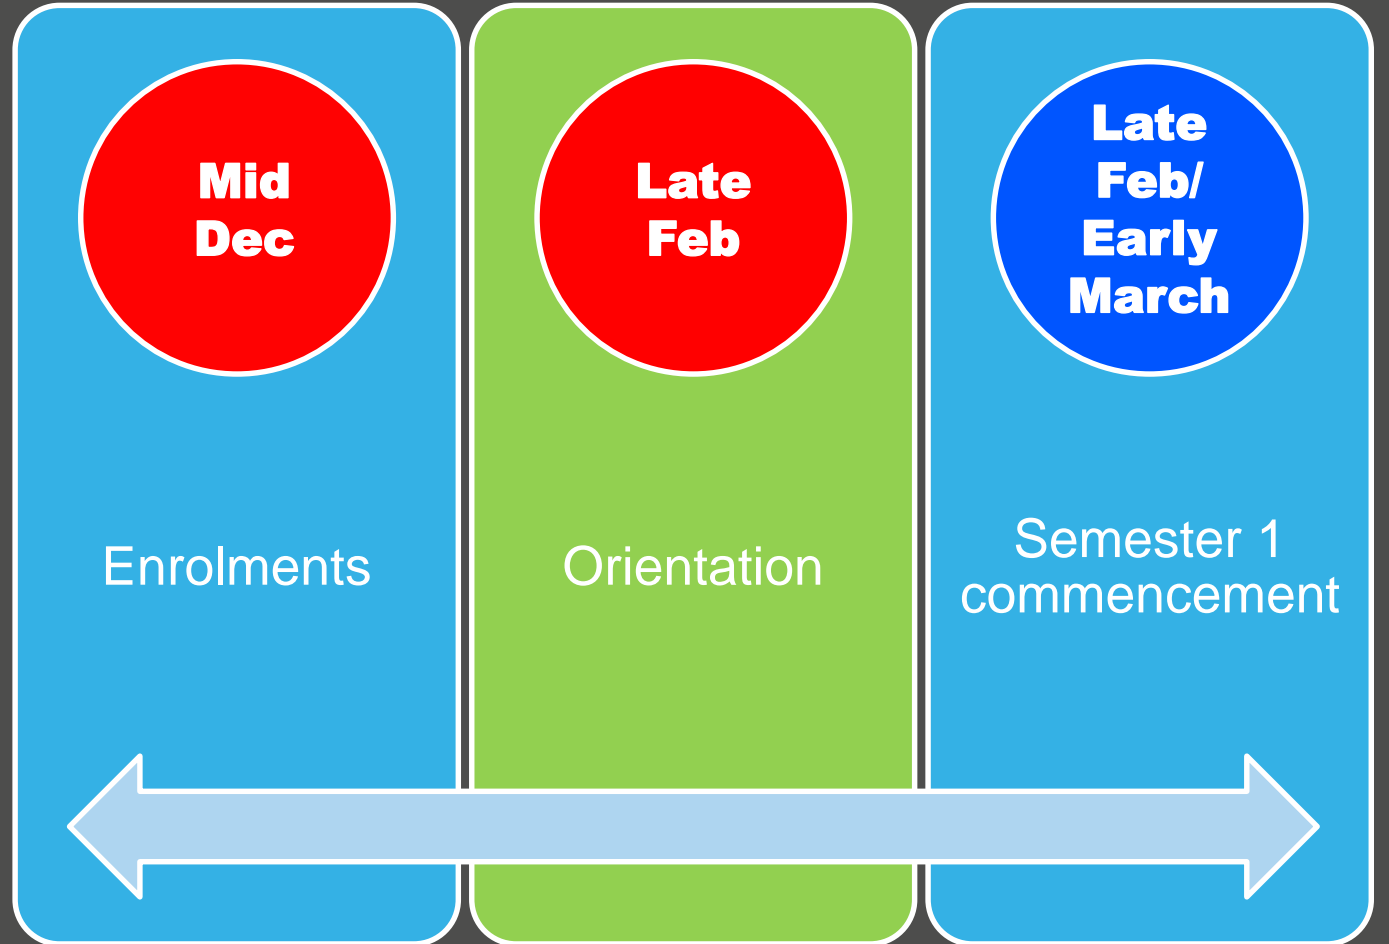 Mid
Dec
Enrolments
Late
Feb
Orientation
Late
Feb/
Early
March
Semester 1
commencement